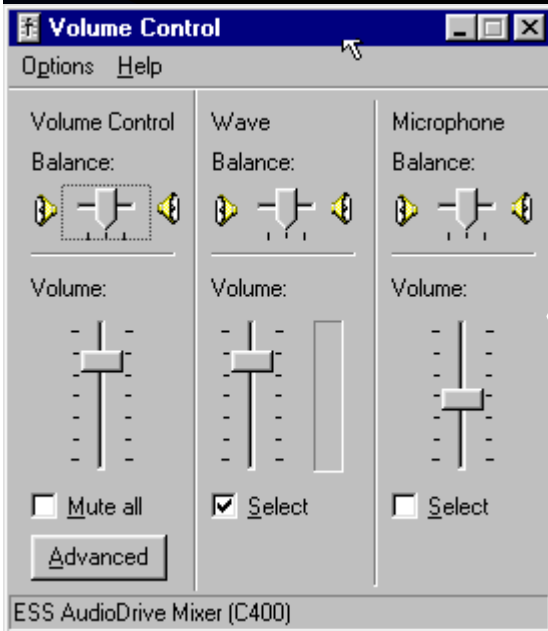 Volume Control
Options Help
Volume Control
Balance:
Volume:
Mute all
Advanced
Wave
Balance:
Volume:
Select
Microphone
Balance:
Volume:
Select
ESS AudioDrive Mixer (C400)